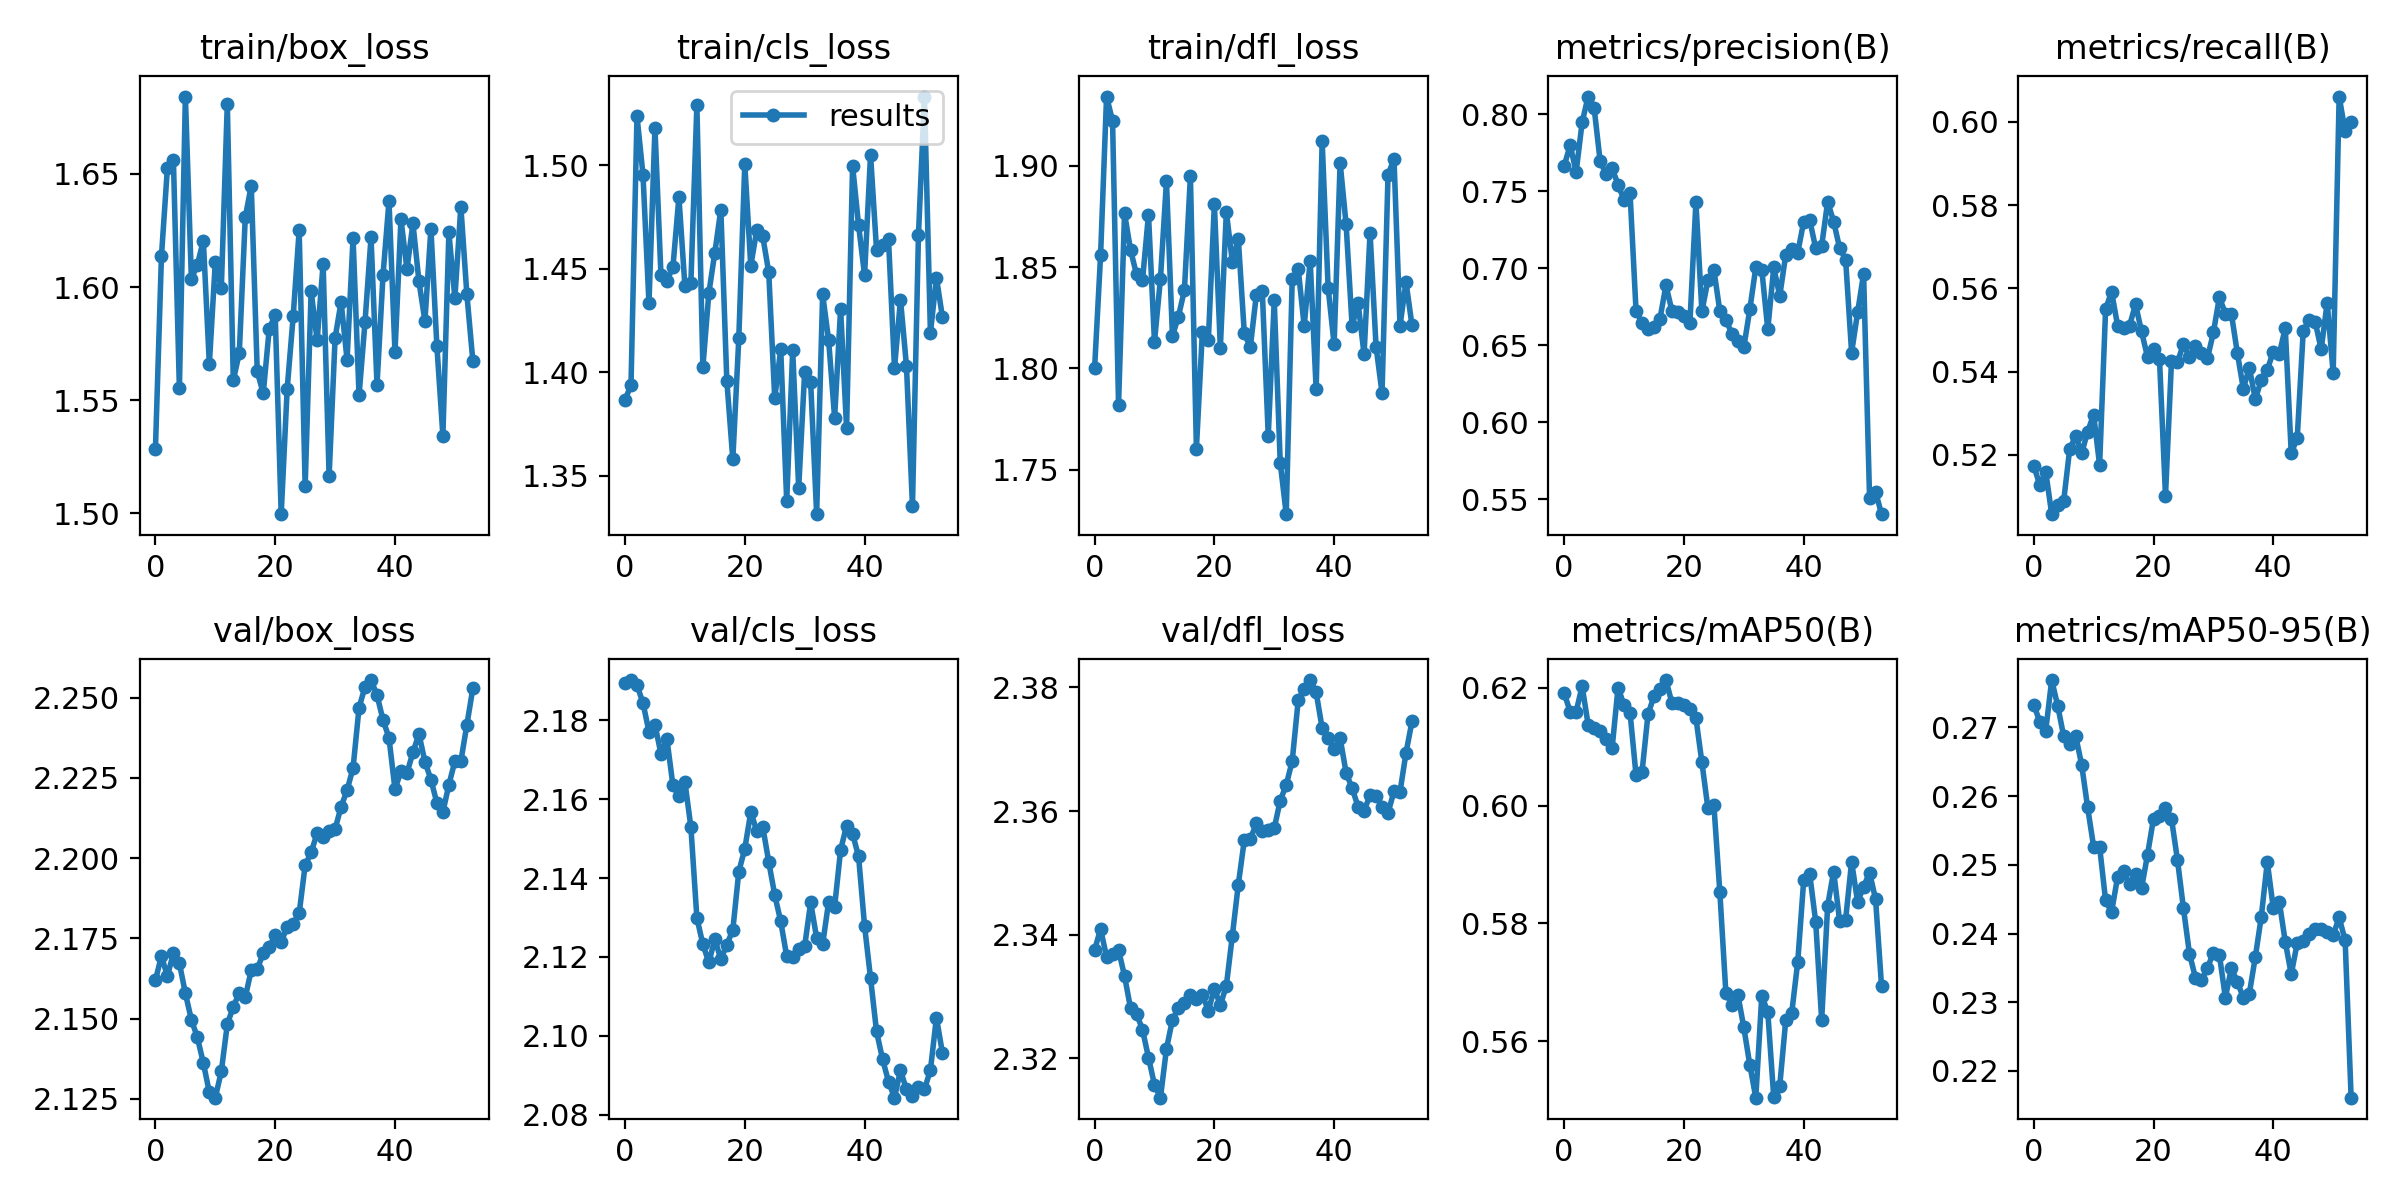 train/box_loss
train/cls_loss
train/dfl_loss
metrics/precision(B)
metrics/recall(B)
results
1.65
1.60
1.55
1.50
0 20 40
1.50
1.45
1.40
1.35
0 20 40
1.90
1.85
1.80
1.75
0 20 40
0.80
0.75
0.70
0.65
0.60
0.55
0 20 40
0.60
0.58
0.56
0.54
0.52
0 20 40
val/box_loss
val/cls_loss
val/dfl_loss
metrics/mAP50(B)
metrics/mAP50-95(B)
2.250
2.225
2.200
2.175
2.150
2.125
0 20 40
2.18
2.16
2.14
2.12
2.10
2.08
0 20 40
2.38
2.36
2.34
2.32
0 20 40
0.62
0.60
0.58
0.56
0 20 40
0.27
0.26
0.25
0.24
0.23
0.22
0 20 40